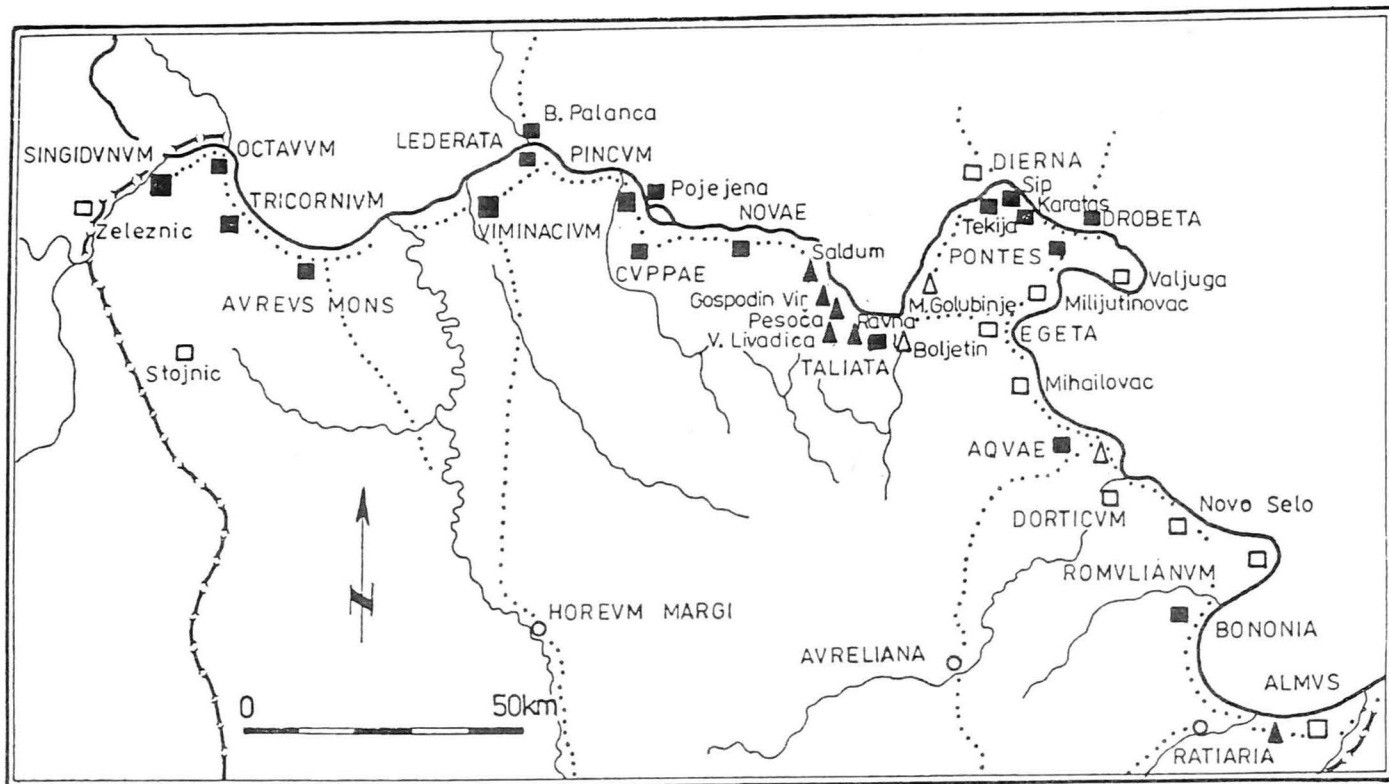 B. Palanca
LEDERATA
SINGIDVNVM
OCTAVVM
PINCVM
DIERNA
Sip
Pojejena
Karatas
TRICORNIVM
NOVAE
DROBETA
Tekija
Zeleznic
VIMINACIVM
PONTES
Saldum
CVPPAE
Valjuga
AVREVS MONS
Gospodin Vir
M. Golubinje
Milijutinovac
Pesoča
Ravna
EGETA
V. Livadica
Boljetin
Stojnic
TALIATA
Mihailovac
AQVAE
Novo Selo
DORTICVM
ROMVLIANVM
N
HOREVM MARGI
BONONIA
AVRELIANA
ALMVS
0 50km
RATIARIA